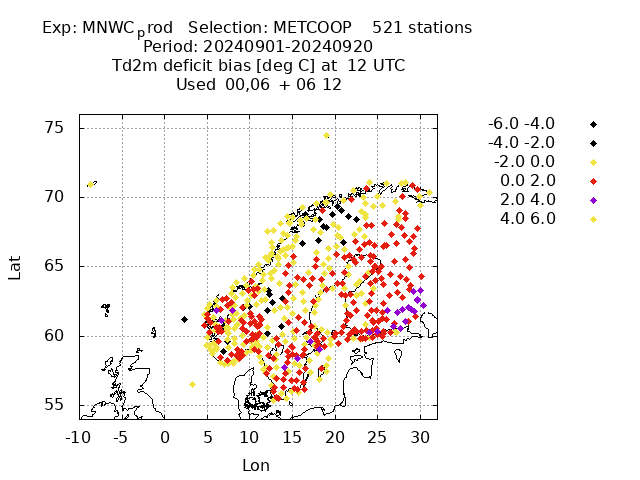 Exp: MNWCprod   Selection: METCOOP    521 stations
Period: 20240901-20240920
Td2m deficit bias [deg C] at  12 UTC
Used  00,06  + 06 12
-6.0 -4.0
-4.0 -2.0
-2.0 0.0
0.0 2.0
2.0 4.0
4.0 6.0
75
70
65
60
55
Lat
-10 -5 0 5 10 15 20 25 30
Lon